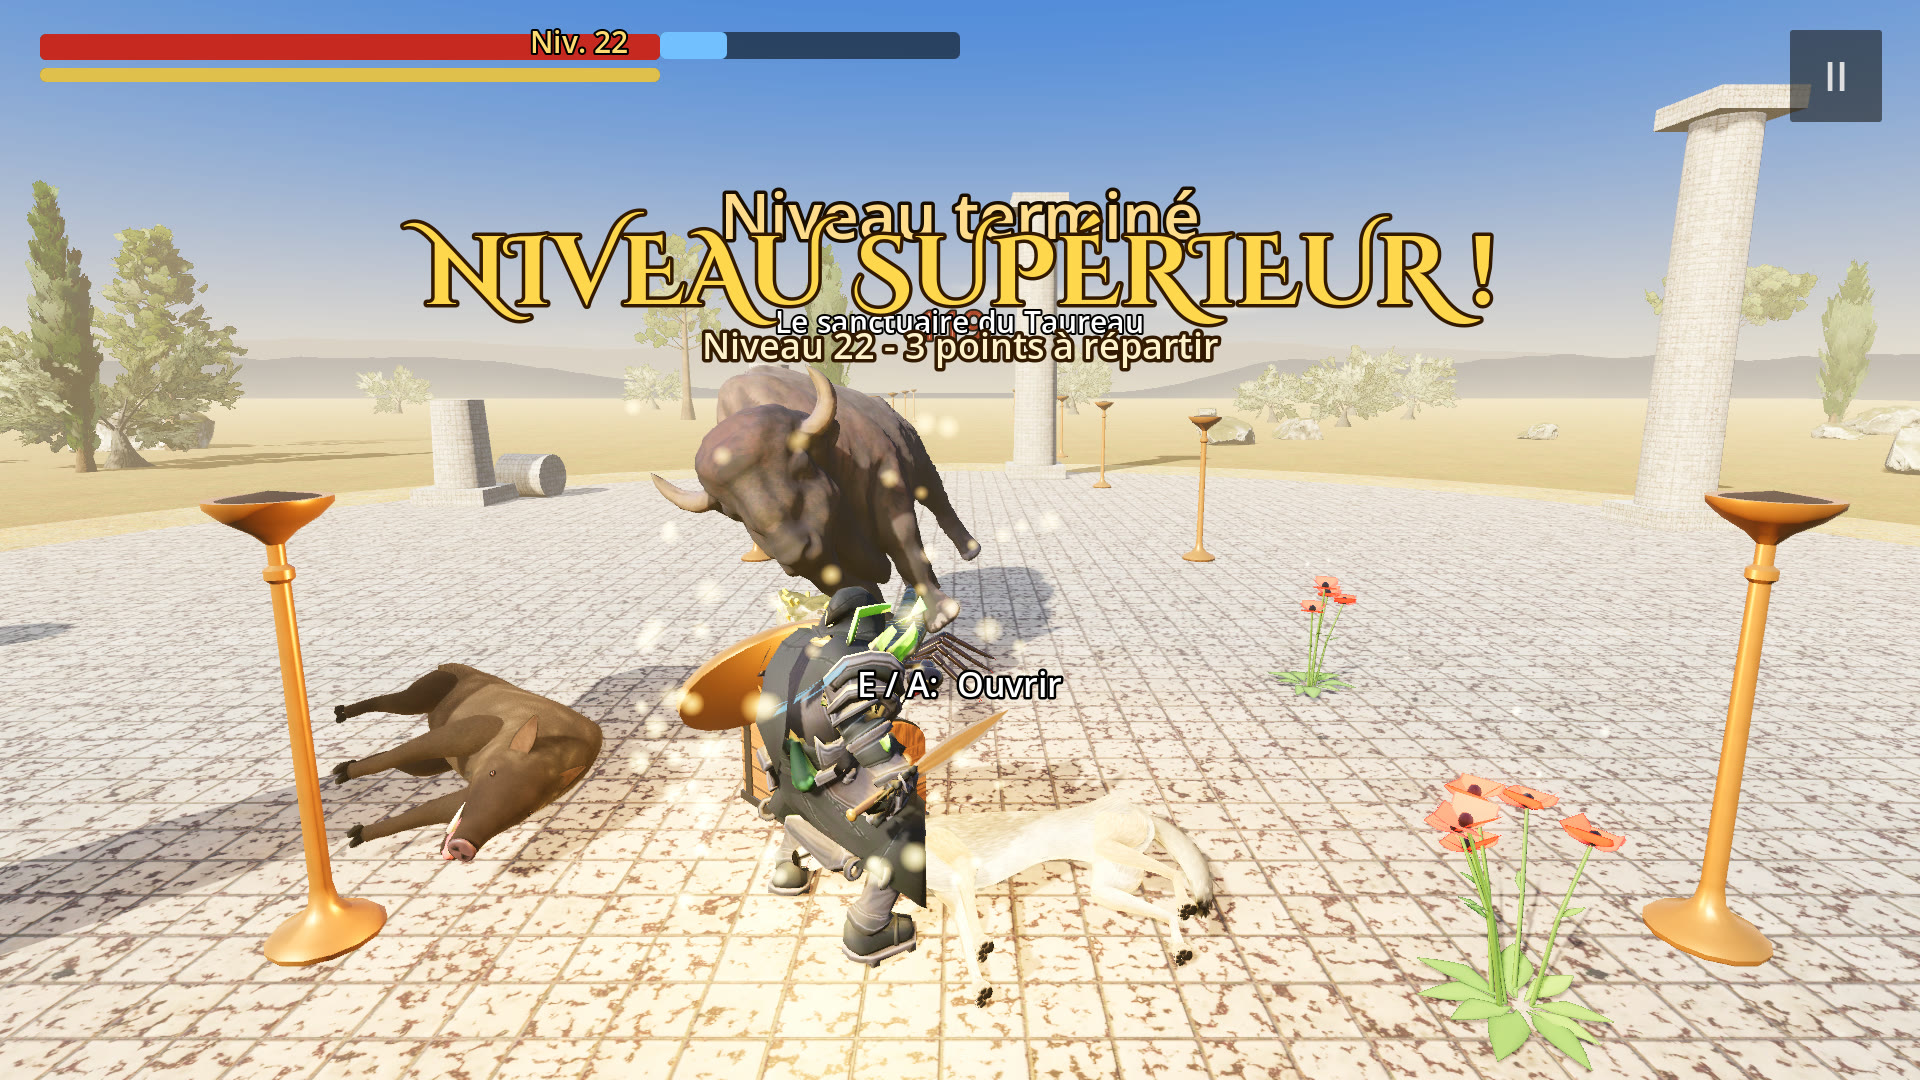 Niv. 22
Niveau terminé
NIVEAU SUPÉRIEUR !
Le sanctuaire du Taureau
Niveau 22 - 3 points à répartir
E / A: Ouvrir